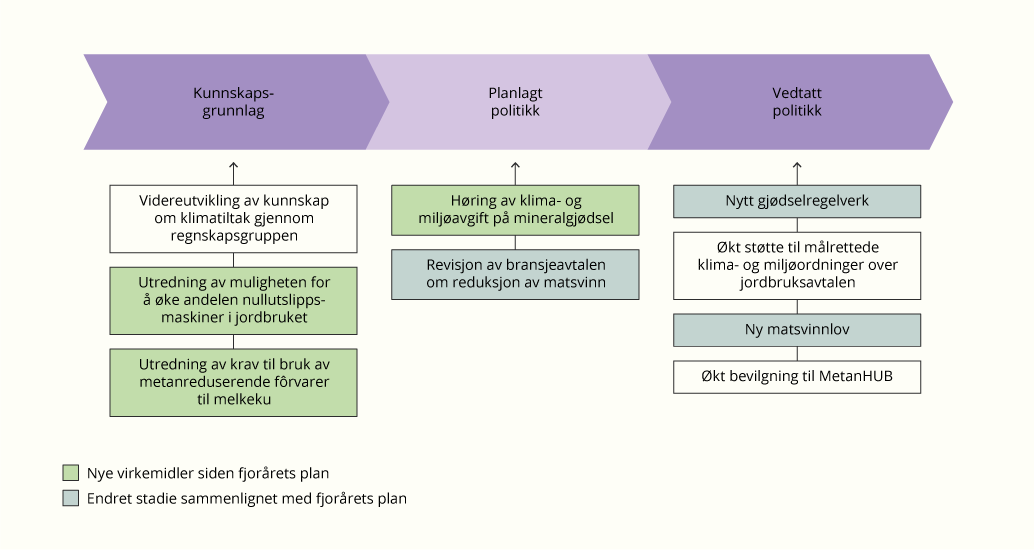 Kunnskaps-
grunnlag
Planlagt
politikk
Vedtatt
politikk
Videreutvikling av kunnskap
om klimatiltak gjennom
regnskapsgruppen
Utredning av muligheten for
å øke andelen nullutslipps-
maskiner i jordbruket
Utredning av krav til bruk av
metanreduserende fôrvarer
til melkeku
Høring av klima- og
miljøavgift på mineralgjødsel
Revisjon av bransjeavtalen
om reduksjon av matsvinn
Nytt gjødselregelverk
Økt støtte til målrettede
klima- og miljøordninger over
jordbruksavtalen
Ny matsvinnlov
Økt bevilgning til MetanHUB
Nye virkemidler siden fjorårets plan
Endret stadie sammenlignet med fjorårets plan